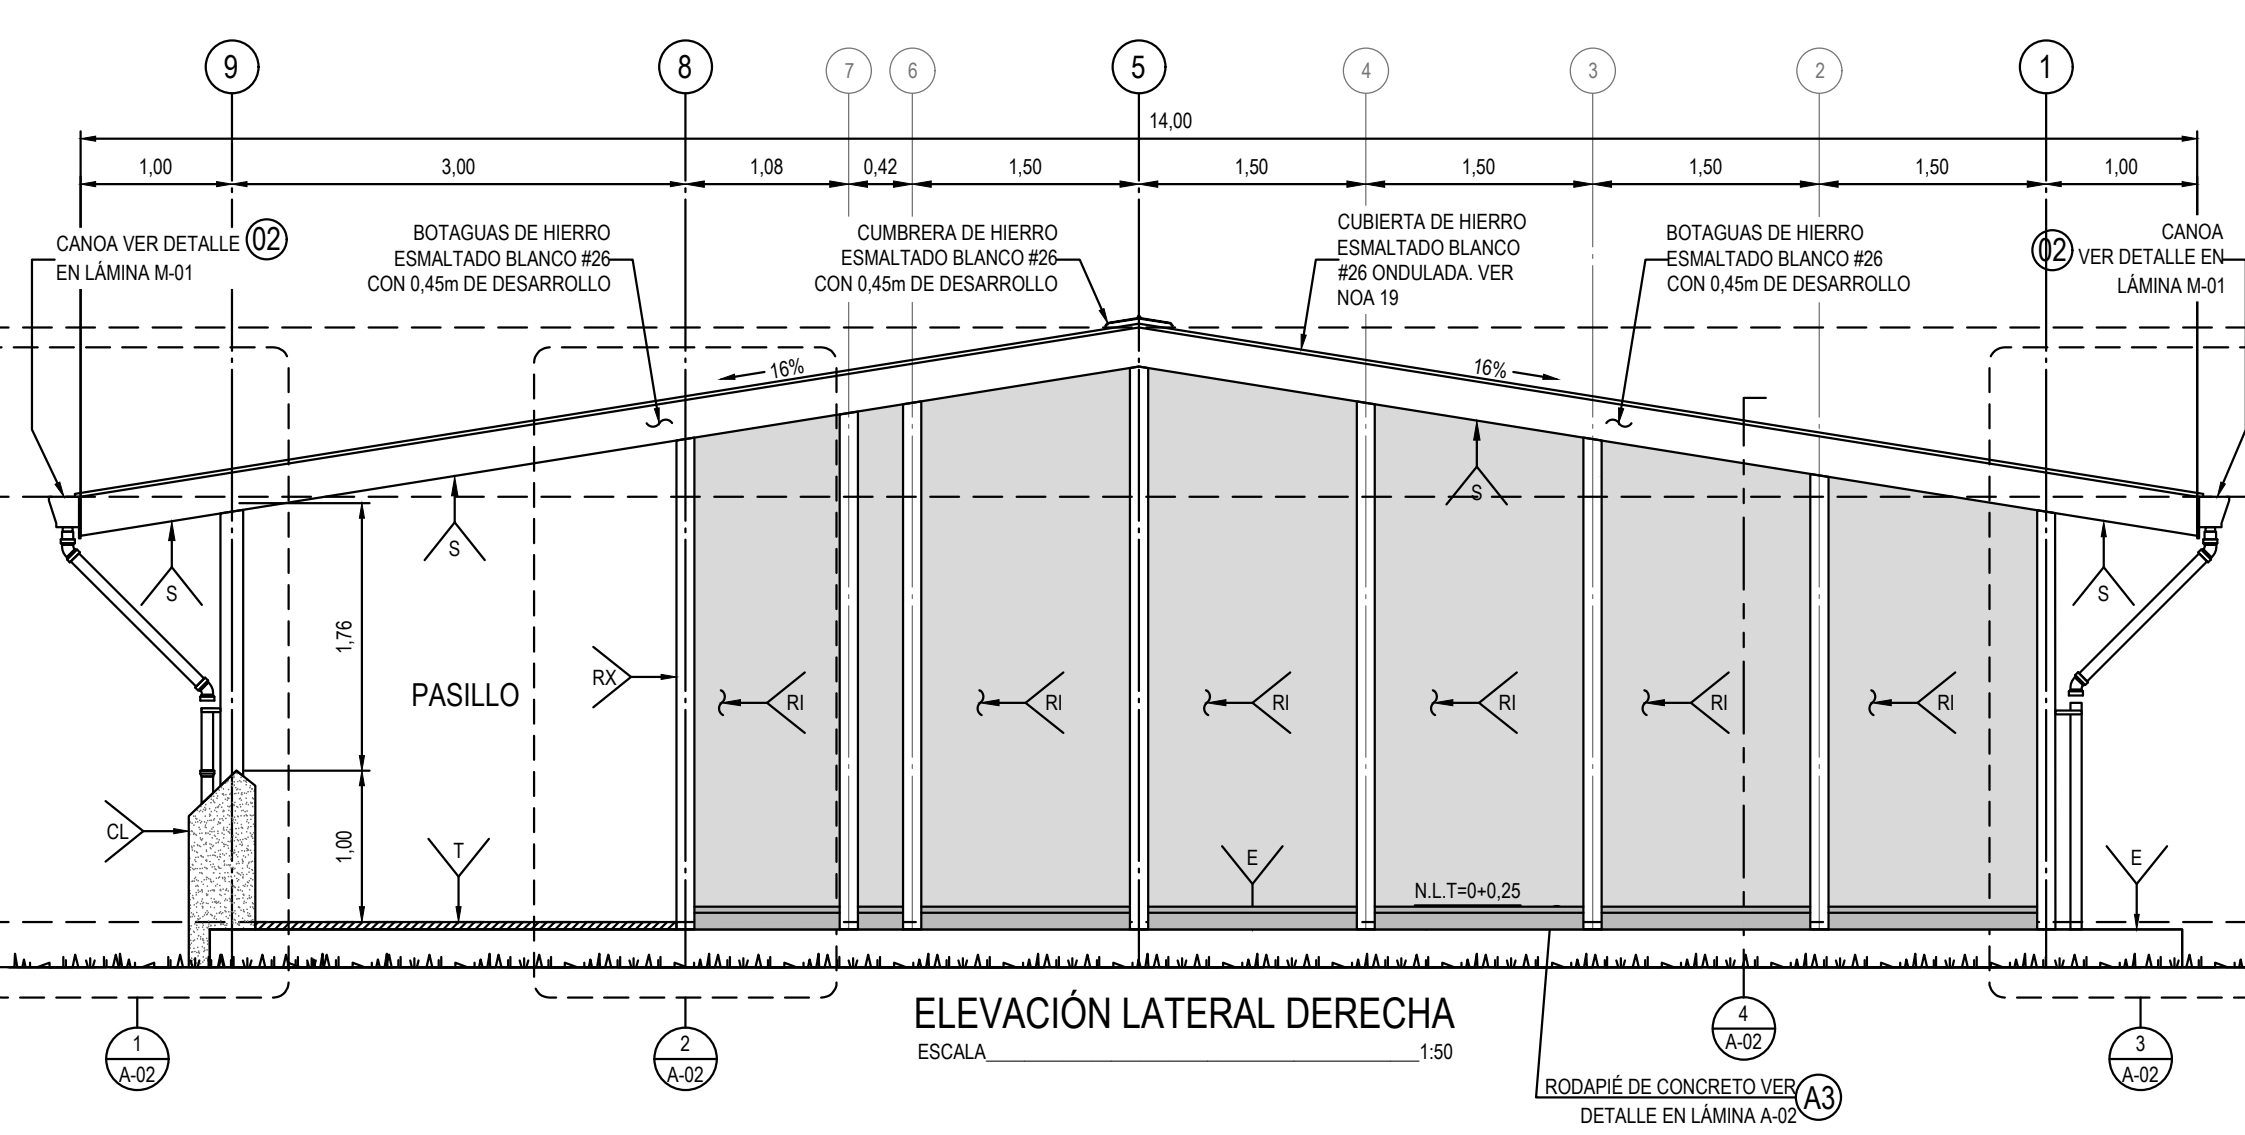 9
8
7
6
5
4
3
2
1
14,00
1,00
3,00
1,08
0,42
1,50
1,50
1,50
1,50
1,50
1,00
CANOA VER DETALLE 02
EN LÁMINA M-01
BOTAGUAS DE HIERRO
ESMALTADO BLANCO #26
CON 0,45m DE DESARROLLO
CUMBRERA DE HIERRO
ESMALTADO BLANCO #26
CON 0,45m DE DESARROLLO
CUBIERTA DE HIERRO
ESMALTADO BLANCO
#26 ONDULADA. VER
NOA 19
BOTAGUAS DE HIERRO
ESMALTADO BLANCO #26
CON 0,45m DE DESARROLLO
CANOA
02 VER DETALLE EN
LÁMINA M-01
16%
16%
S
S
S
S
1,76
PASILLO
RX
RI
RI
RI
RI
RI
RI
CL
1,00
T
E
E
N.L.T=0+0,25
ELEVACIÓN LATERAL DERECHA
ESCALA 1:50
1
A-02
2
A-02
4
A-02
3
A-02
RODAPIÉ DE CONCRETO VER
DETALLE EN LÁMINA A-02
A3